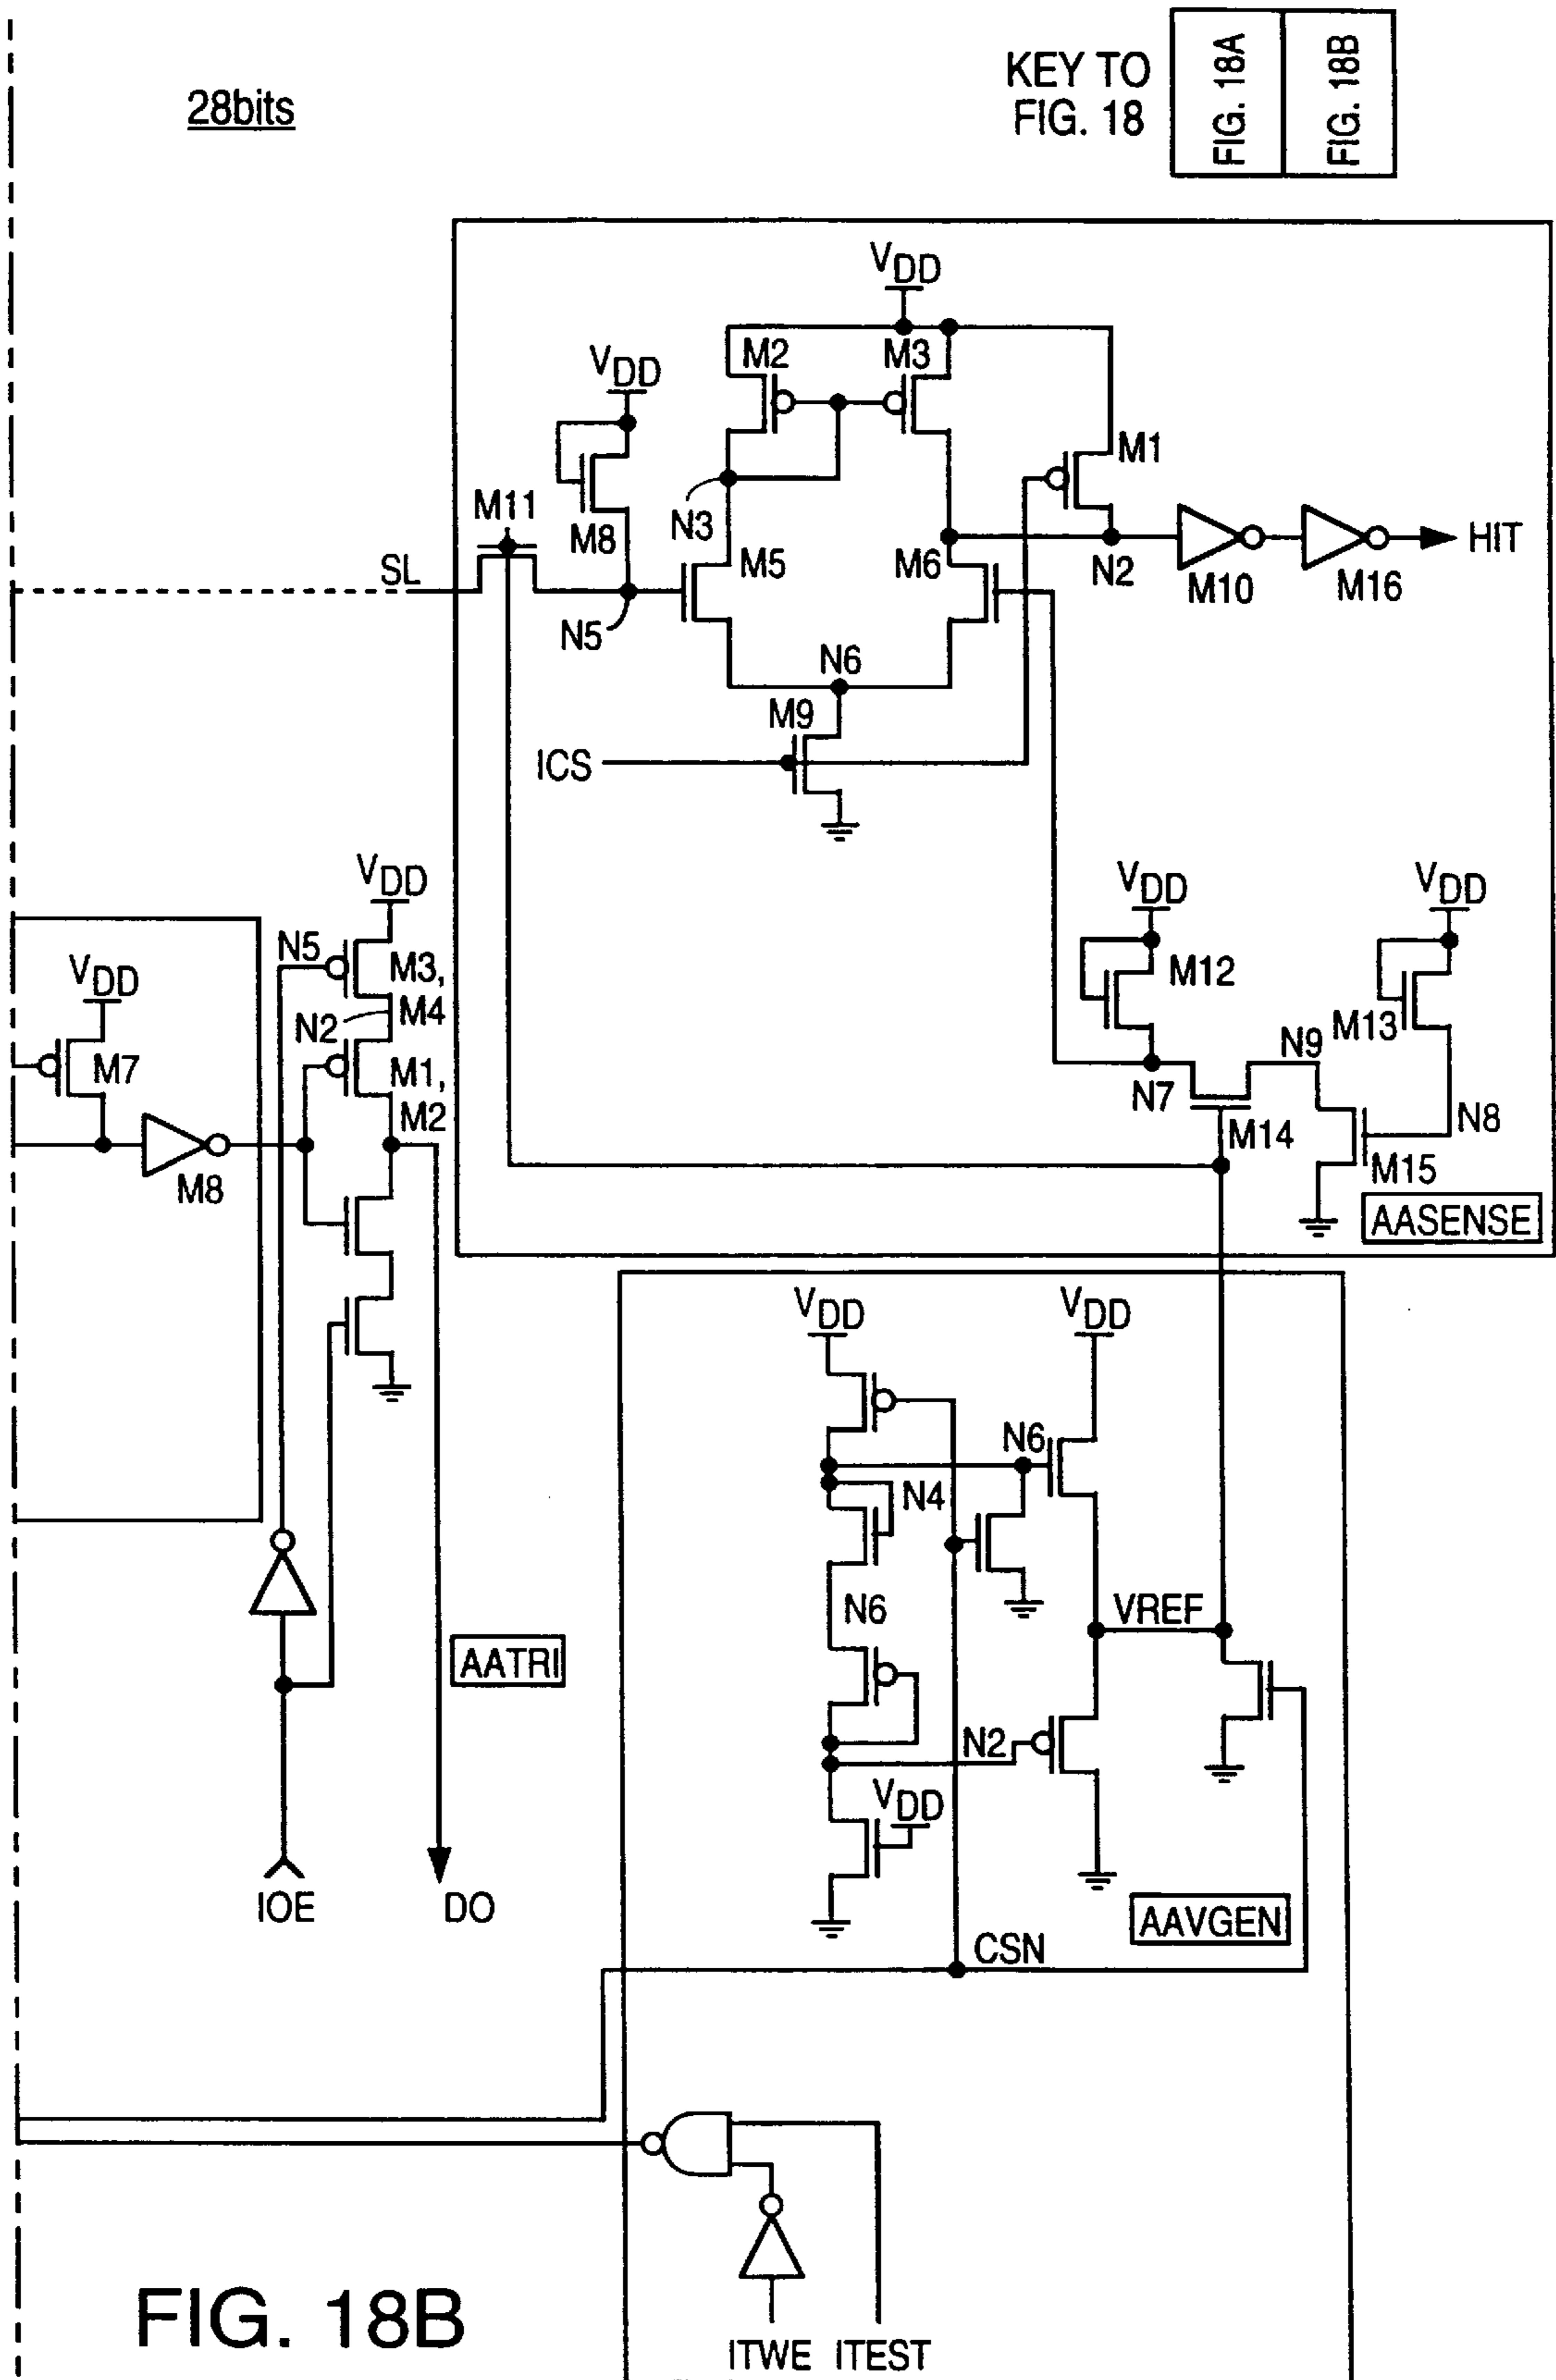 28bits
KEY TO
FIG. 18
FIG. 18A
FIG. 18B
VDD
M2
M3
VDD
M1
M11
M8
N3
SL
M5
M6
N2
M10
M16
HIT
N5
N6
M9
ICS
VDD
VDD
VDD
N5
M3,
M4
VDD
N2
M7
M1,
M2
M8
M12
M13
N9
N7
M14
N8
M15
AASENSE
VDD
VDD
N6
N4
N6
VREF
AATRI
N2
VDD
IOE
DO
AAVGEN
CSN
ITWE
ITEST
FIG. 18B